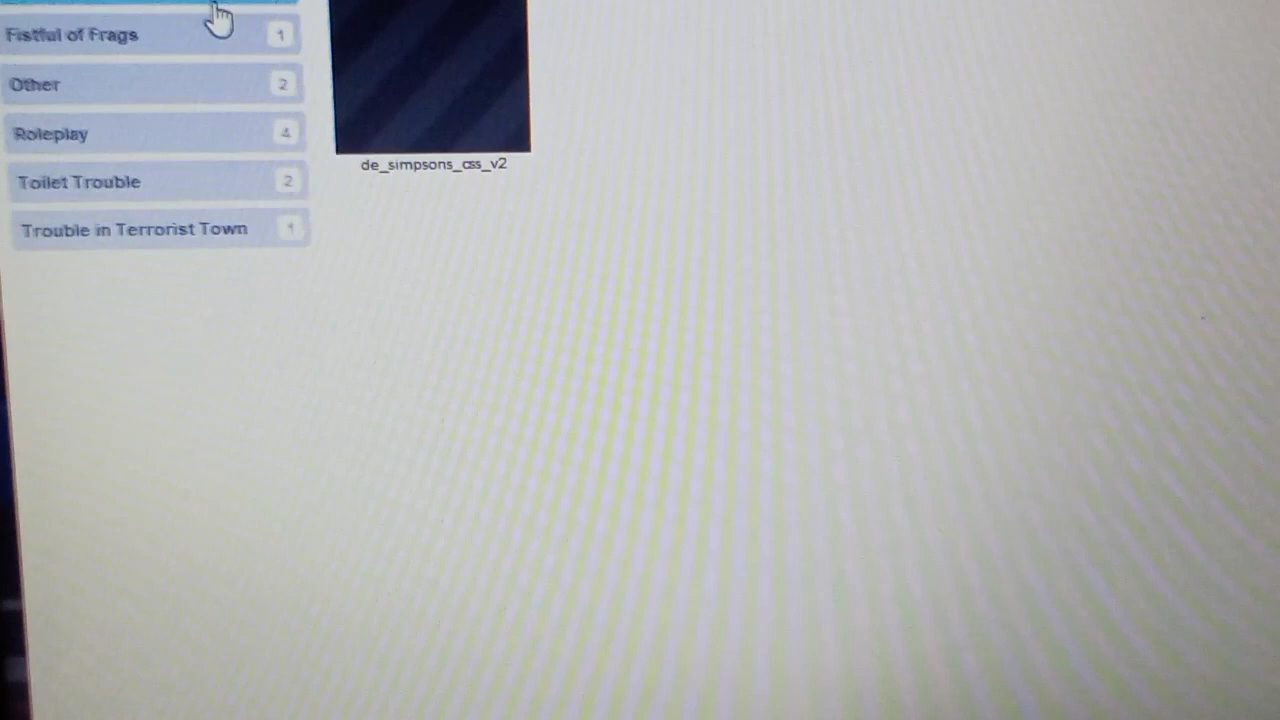 Fistful of Frags 1
Other 2
Roleplay 4
Toilet Trouble 2
Trouble in Terrorist Town 1
de_simpsons_css_v2